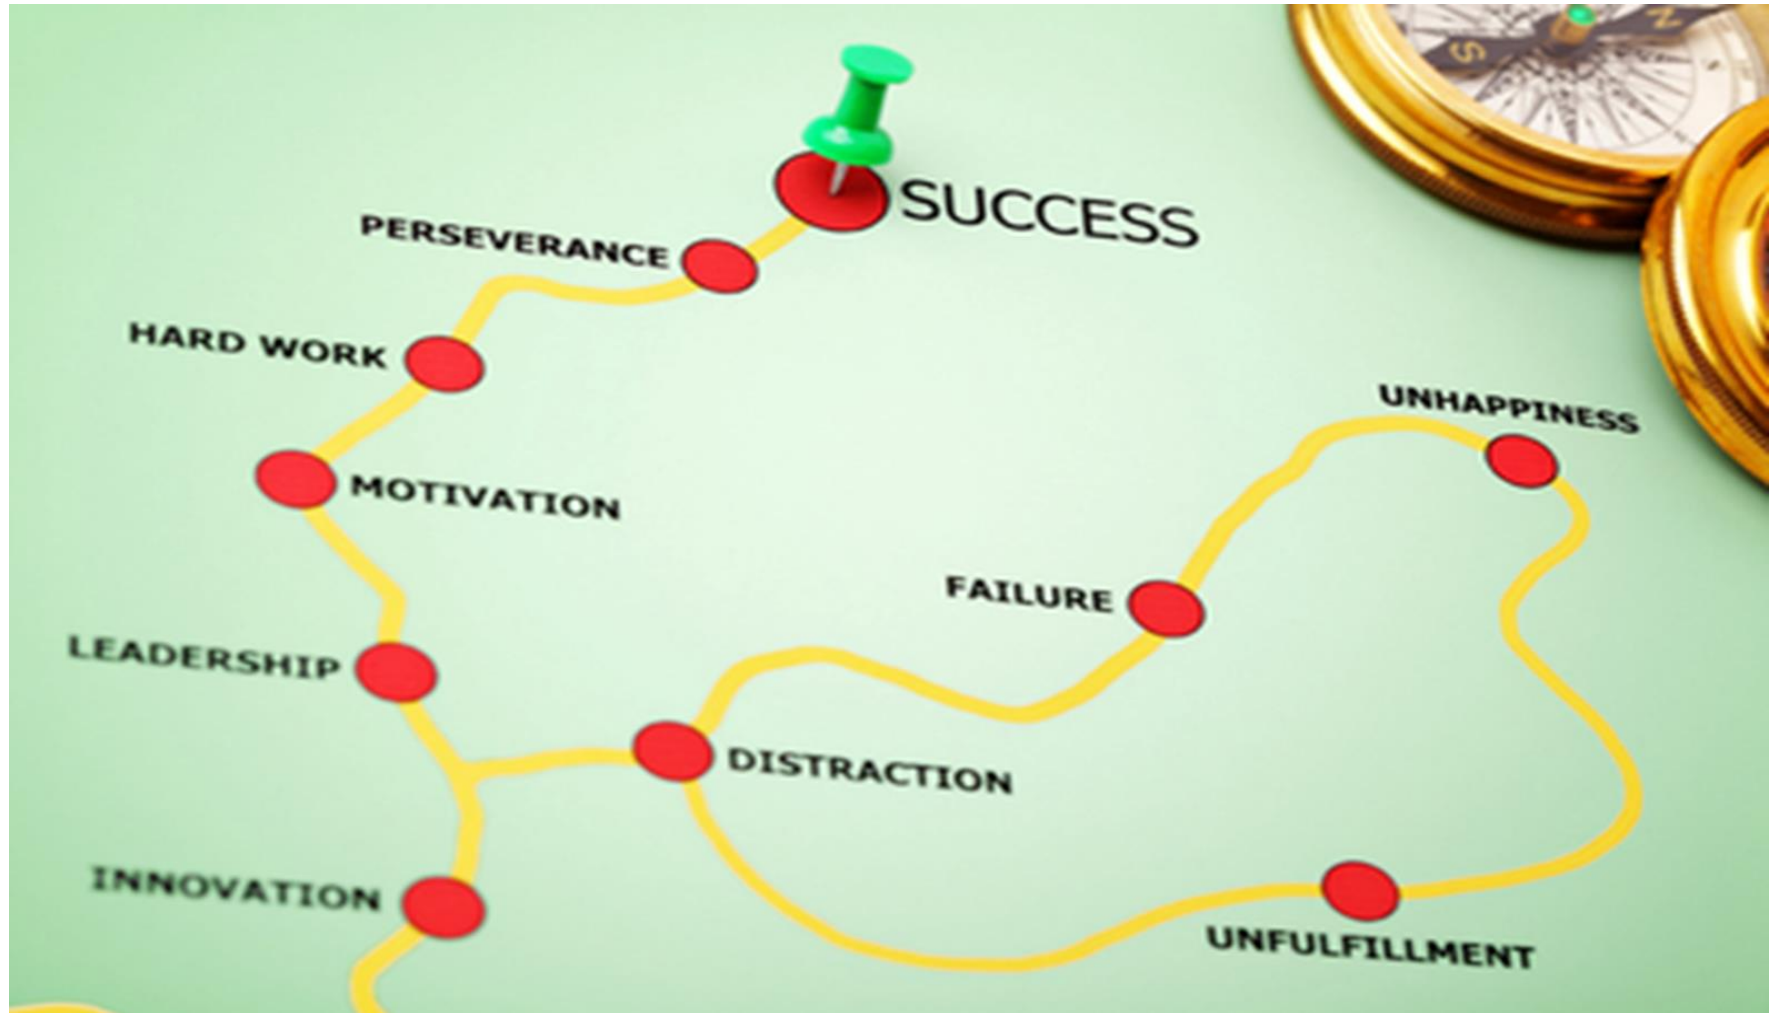 SUCCESS
PERSEVERANCE
HARD WORK
UNHAPPINESS
MOTIVATION
FAILURE
LEADERSHIP
DISTRACTION
INNOVATION
UNFULFILLMENT
S
N